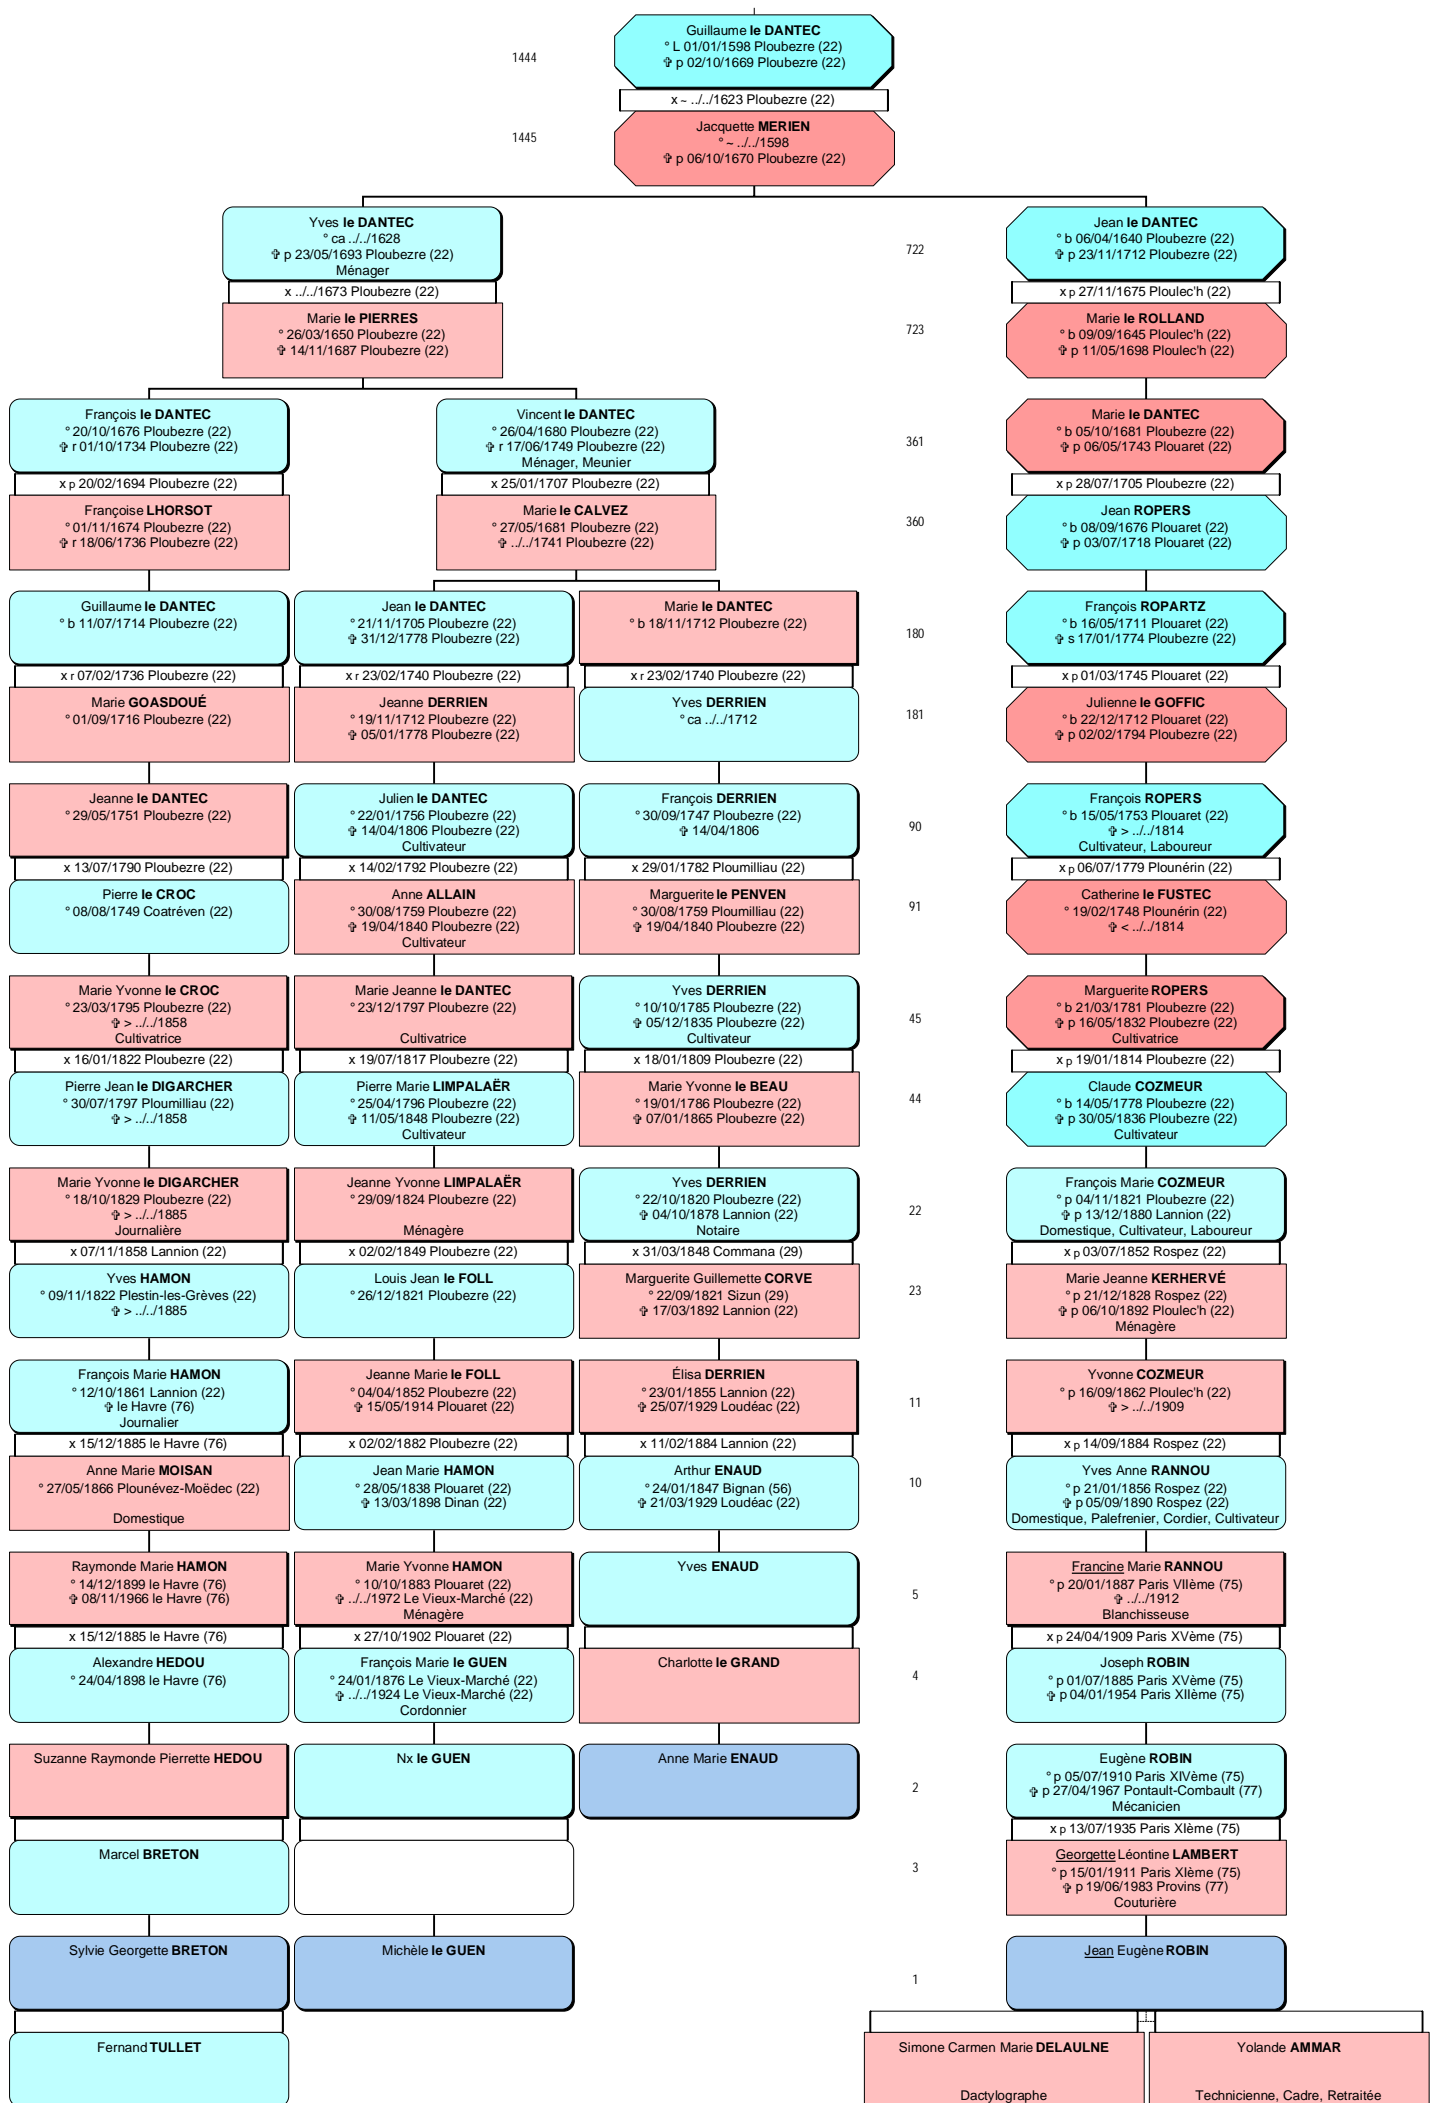 Guillaume le DANTEC
° L 01/01/1598 Ploubezre (22)
✞ p 02/10/1669 Ploubezre (22)
1444
x ~ ../../1623 Ploubezre (22)
Jacquette MERIEN
° ~ ../../1598
✞ p 06/10/1670 Ploubezre (22)
1445
Yves le DANTEC
° ca ../../1628
✞ p 23/05/1693 Ploubezre (22)
Ménager
x ../../1673 Ploubezre (22)
Marie le PIERRES
° 26/03/1650 Ploubezre (22)
✞ 14/11/1687 Ploubezre (22)
722
Jean le DANTEC
° b 06/04/1640 Ploubezre (22)
✞ p 23/11/1712 Ploubezre (22)
x p 27/11/1675 Ploulec'h (22)
723
Marie le ROLLAND
° b 09/09/1645 Ploulec'h (22)
✞ p 11/05/1698 Ploulec'h (22)
François le DANTEC
° 20/10/1676 Ploubezre (22)
✞ r 01/10/1734 Ploubezre (22)
x p 20/02/1694 Ploubezre (22)
Françoise LHORSOT
° 01/11/1674 Ploubezre (22)
✞ r 18/06/1736 Ploubezre (22)
Vincent le DANTEC
° 26/04/1680 Ploubezre (22)
✞ r 17/06/1749 Ploubezre (22)
Ménager, Meunier
x 25/01/1707 Ploubezre (22)
Marie le CALVEZ
° 27/05/1681 Ploubezre (22)
✞ ../../1741 Ploubezre (22)
361
Marie le DANTEC
° b 05/10/1681 Ploubezre (22)
✞ p 06/05/1743 Plouaret (22)
x p 28/07/1705 Ploubezre (22)
360
Jean ROPERS
° b 08/09/1676 Plouaret (22)
✞ p 03/07/1718 Plouaret (22)
Guillaume le DANTEC
° b 11/07/1714 Ploubezre (22)
x r 07/02/1736 Ploubezre (22)
Marie GOASDOUÉ
° 01/09/1716 Ploubezre (22)
Jean le DANTEC
° 21/11/1705 Ploubezre (22)
✞ 31/12/1778 Ploubezre (22)
x r 23/02/1740 Ploubezre (22)
Jeanne DERRIEN
° 19/11/1712 Ploubezre (22)
✞ 05/01/1778 Ploubezre (22)
Marie le DANTEC
° b 18/11/1712 Ploubezre (22)
x r 23/02/1740 Ploubezre (22)
Yves DERRIEN
° ca ../../1712
180
François ROPARTZ
° b 16/05/1711 Plouaret (22)
✞ s 17/01/1774 Ploubezre (22)
x p 01/03/1745 Plouaret (22)
181
Julienne le GOFFIC
° b 22/12/1712 Plouaret (22)
✞ p 02/02/1794 Ploubezre (22)
Jeanne le DANTEC
° 29/05/1751 Ploubezre (22)
x 13/07/1790 Ploubezre (22)
Pierre le CROC
° 08/08/1749 Coatréven (22)
Julien le DANTEC
° 22/01/1756 Ploubezre (22)
✞ 14/04/1806 Ploubezre (22)
Cultivateur
x 14/02/1792 Ploubezre (22)
Anne ALLAIN
° 30/08/1759 Ploubezre (22)
✞ 19/04/1840 Ploubezre (22)
Cultivateur
François DERRIEN
° 30/09/1747 Ploubezre (22)
✞ 14/04/1806
x 29/01/1782 Ploumilliau (22)
Marguerite le PENVEN
° 30/08/1759 Ploumilliau (22)
✞ 19/04/1840 Ploubezre (22)
90
François ROPERS
° b 15/05/1753 Plouaret (22)
✞ > ../../1814
Cultivateur, Laboureur
x p 06/07/1779 Plounérin (22)
91
Catherine le FUSTEC
° 19/02/1748 Plounérin (22)
✞ < ../../1814
Marie Yvonne le CROC
° 23/03/1795 Ploubezre (22)
✞ > ../../1858
Cultivatrice
x 16/01/1822 Ploubezre (22)
Pierre Jean le DIGARCHER
° 30/07/1797 Ploumilliau (22)
✞ > ../../1858
Marie Jeanne le DANTEC
° 23/12/1797 Ploubezre (22)
Cultivatrice
x 19/07/1817 Ploubezre (22)
Pierre Marie LIMPALAËR
° 25/04/1796 Ploubezre (22)
✞ 11/05/1848 Ploubezre (22)
Cultivateur
Yves DERRIEN
° 10/10/1785 Ploubezre (22)
✞ 05/12/1835 Ploubezre (22)
Cultivateur
x 18/01/1809 Ploubezre (22)
Marie Yvonne le BEAU
° 19/01/1786 Ploubezre (22)
✞ 07/01/1865 Ploubezre (22)
45
Marguerite ROPERS
° b 21/03/1781 Ploubezre (22)
✞ p 16/05/1832 Ploubezre (22)
Cultivatrice
x p 19/01/1814 Ploubezre (22)
44
Claude COZMEUR
° b 14/05/1778 Ploubezre (22)
✞ p 30/05/1836 Ploubezre (22)
Cultivateur
Marie Yvonne le DIGARCHER
° 18/10/1829 Ploubezre (22)
✞ > ../../1885
Journalière
x 07/11/1858 Lannion (22)
Yves HAMON
° 09/11/1822 Plestin-les-Grèves (22)
✞ > ../../1885
Jeanne Yvonne LIMPALAËR
° 29/09/1824 Ploubezre (22)
Ménagère
x 02/02/1849 Ploubezre (22)
Louis Jean le FOLL
° 26/12/1821 Ploubezre (22)
Yves DERRIEN
° 22/10/1820 Ploubezre (22)
✞ 04/10/1878 Lannion (22)
Notaire
x 31/03/1848 Commana (29)
Marguerite Guillemette CORVE
° 22/09/1821 Sizun (29)
✞ 17/03/1892 Lannion (22)
22
François Marie COZMEUR
° p 04/11/1821 Ploubezre (22)
✞ p 13/12/1880 Lannion (22)
Domestique, Cultivateur, Laboureur
x p 03/07/1852 Rospez (22)
23
Marie Jeanne KERHERVÉ
° p 21/12/1828 Rospez (22)
✞ p 06/10/1892 Ploulec'h (22)
Ménagère
François Marie HAMON
° 12/10/1861 Lannion (22)
✞ le Havre (76)
Journalier
x 15/12/1885 le Havre (76)
Anne Marie MOISAN
° 27/05/1866 Plounévez-Moëdec (22)
Domestique
Jeanne Marie le FOLL
° 04/04/1852 Ploubezre (22)
✞ 15/05/1914 Plouaret (22)
x 02/02/1882 Ploubezre (22)
Jean Marie HAMON
° 28/05/1838 Plouaret (22)
✞ 13/03/1898 Dinan (22)
Élisa DERRIEN
° 23/01/1855 Lannion (22)
✞ 25/07/1929 Loudéac (22)
x 11/02/1884 Lannion (22)
Arthur ENAUD
° 24/01/1847 Bignan (56)
✞ 21/03/1929 Loudéac (22)
11
Yvonne COZMEUR
° p 16/09/1862 Ploulec'h (22)
✞ > ../../1909
x p 14/09/1884 Rospez (22)
10
Yves Anne RANNOU
° p 21/01/1856 Rospez (22)
✞ p 05/09/1890 Rospez (22)
Domestique, Palefrenier, Cordier, Cultivateur
Raymonde Marie HAMON
° 14/12/1899 le Havre (76)
✞ 08/11/1966 le Havre (76)
x 15/12/1885 le Havre (76)
Alexandre HEDOU
° 24/04/1898 le Havre (76)
Marie Yvonne HAMON
° 10/10/1883 Plouaret (22)
✞ ../../1972 Le Vieux-Marché (22)
Ménagère
x 27/10/1902 Plouaret (22)
François Marie le GUEN
° 24/01/1876 Le Vieux-Marché (22)
✞ ../../1924 Le Vieux-Marché (22)
Cordonnier
Yves ENAUD
Charlotte le GRAND
5
Francine Marie RANNOU
° p 20/01/1887 Paris VIIème (75)
✞ ../../1912
Blanchisseuse
x p 24/04/1909 Paris XVème (75)
4
Joseph ROBIN
° p 01/07/1885 Paris XVème (75)
✞ p 04/01/1954 Paris XIIème (75)
Suzanne Raymonde Pierrette HEDOU
Marcel BRETON
Nx le GUEN
Anne Marie ENAUD
2
Eugène ROBIN
° p 05/07/1910 Paris XIVème (75)
✞ p 27/04/1967 Pontault-Combault (77)
Mécanicien
x p 13/07/1935 Paris XIème (75)
3
Georgette Léontine LAMBERT
° p 15/01/1911 Paris XIème (75)
✞ p 19/06/1983 Provins (77)
Couturière
Sylvie Georgette BRETON
Fernand TULLET
Michèle le GUEN
1
Jean Eugène ROBIN
Simone Carmen Marie DELAULNE
Dactylographe
Yolande AMMAR
Technicienne, Cadre, Retraitée